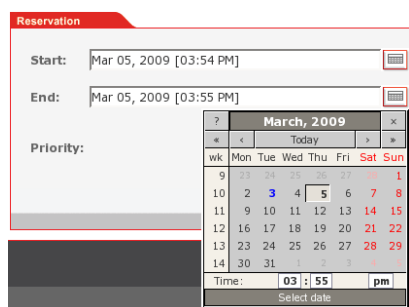 Reservation
Start: Mar 05, 2009 [03:54 PM]
End: Mar 05, 2009 [03:55 PM]
Priority:
? March, 2009 ×
« ‹ Today › »
wk Mon Tue Wed Thu Fri Sat Sun
9 23 24 25 26 27 28 1
10 2 3 4 5 6 7 8
11 9 10 11 12 13 14 15
12 16 17 18 19 20 21 22
13 23 24 25 26 27 28 29
14 30 31 1 2 3 4 5
Time: 03 : 55 pm
Select date